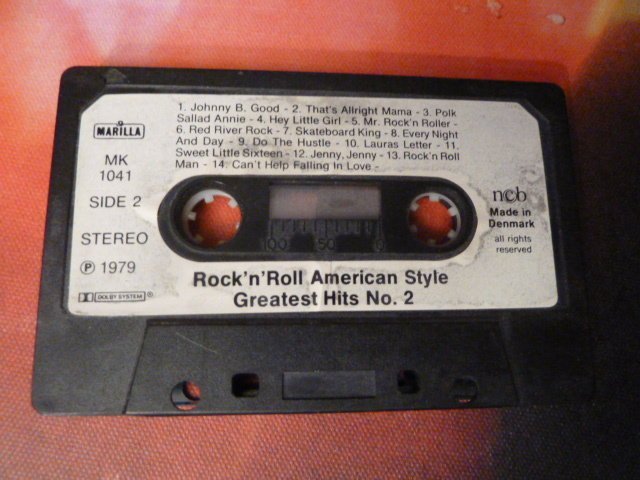 1. Johnny B. Good - 2. That's Allright Mama - 3. Polk
Sallad Annie - 4. Hey Little Girl - 5. Mr. Rock'n Roller -
6. Red River Rock - 7. Skateboard King - 8. Every Night
And Day - 9. Do The Hustle - 10. Lauras Letter - 11.
Sweet Little Sixteen - 12. Jenny, Jenny - 13. Rock'n Roll
Man - 14. Can't Help Falling In Love -
MARILLA
MK
1041
SIDE 2
STEREO
Ⓟ 1979
DOLBY SYSTEM ®
100 50 0
ncb
Made in
Denmark
all rights
reserved
Rock'n'Roll American Style
Greatest Hits No. 2